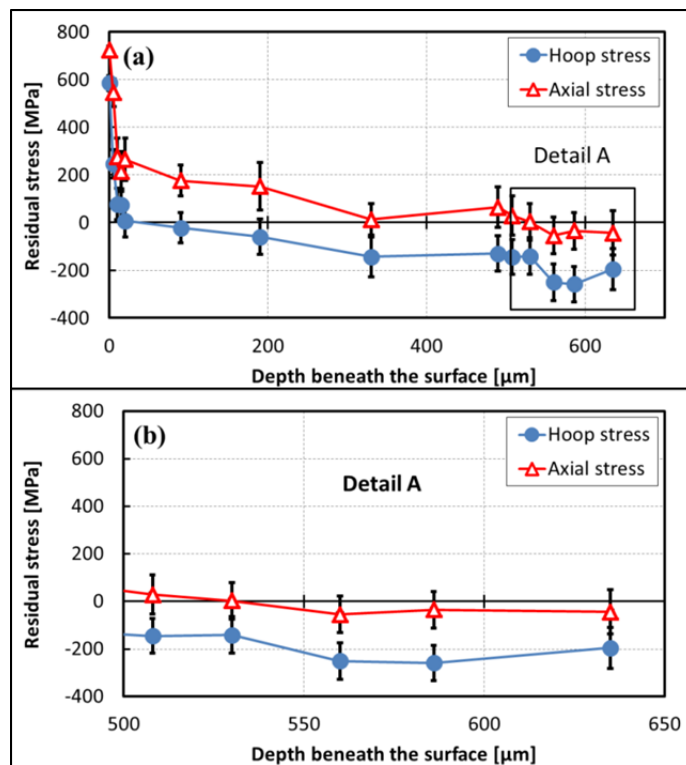 (a)
Hoop stress
Axial stress
Detail A
Residual stress [MPa]
800
600
400
200
0
-200
-400
0
200
400
600
Depth beneath the surface [µm]
(b)
Hoop stress
Axial stress
Detail A
Residual stress [MPa]
800
600
400
200
0
-200
-400
500
550
600
650
Depth beneath the surface [µm]